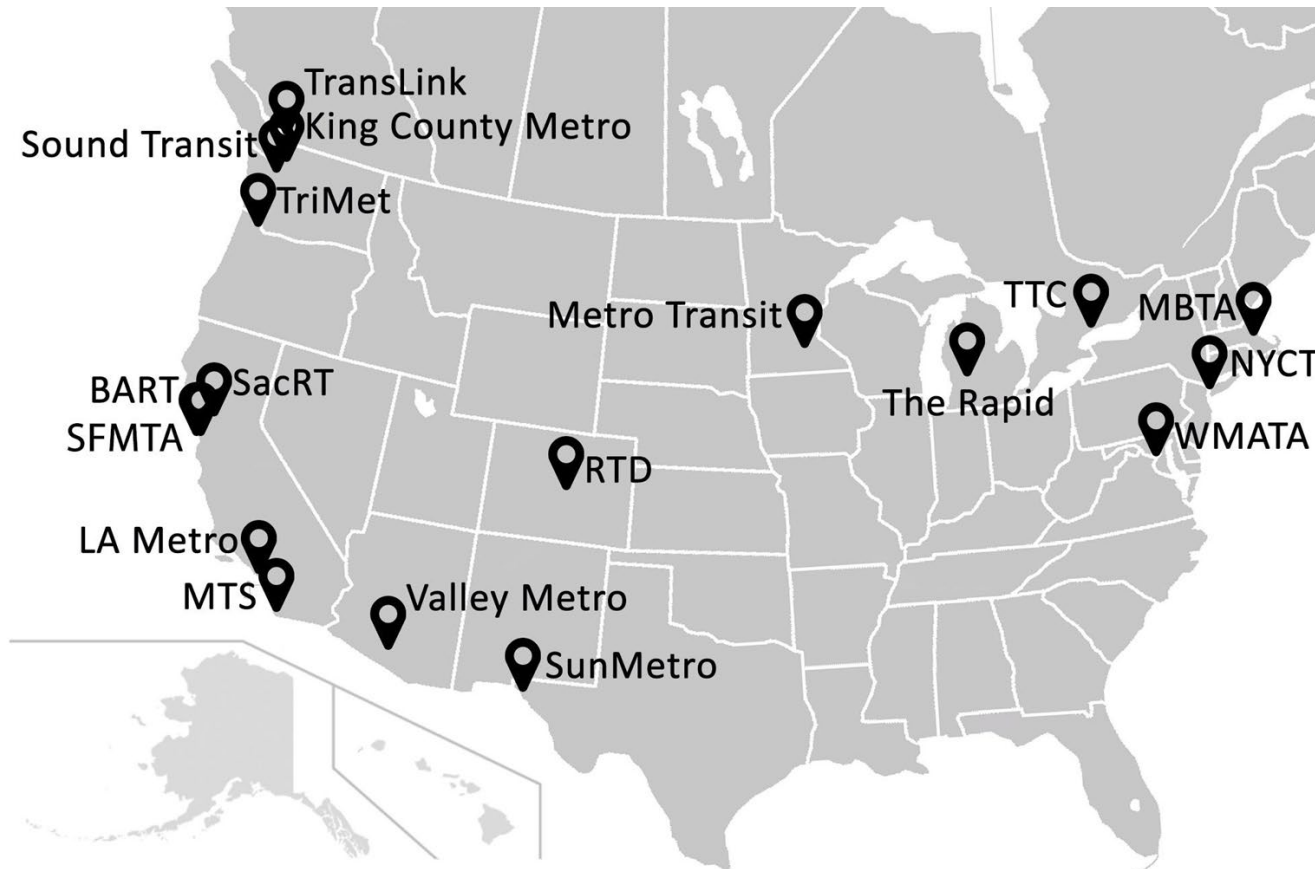 TransLink
King County Metro
Sound Transit
TriMet
Metro Transit
TTC
MBTA
The Rapid
NYCT
BART
SacRT
SFMTA
WMATA
RTD
LA Metro
MTS
Valley Metro
SunMetro